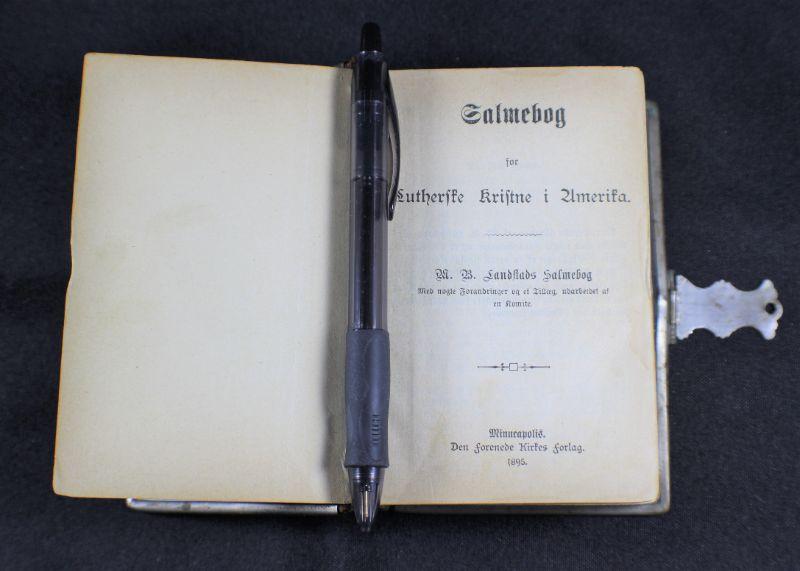 Salmebog
for
Lutherske Kristne i Amerika.
M. B. Landstads Salmebog
Med nogle Forandringer og et Tillæg, udarbeidet af
en Komite.
Minneapolis.
Den Forenede Kirkes Forlag.
1895.